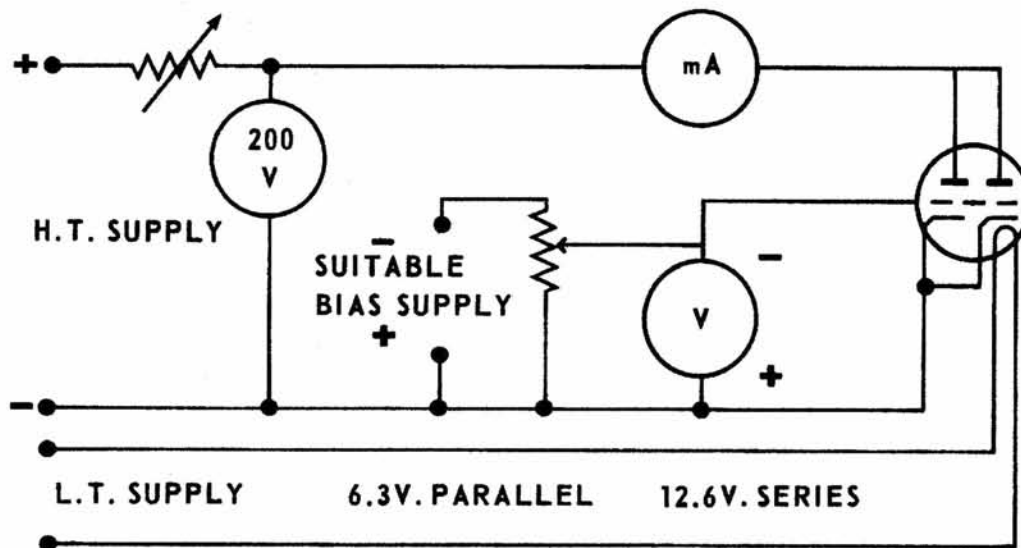 +
mA
200
V
H.T. SUPPLY
-
SUITABLE
BIAS SUPPLY
+
-
V
+
-
L.T. SUPPLY 6.3V. PARALLEL 12.6V. SERIES